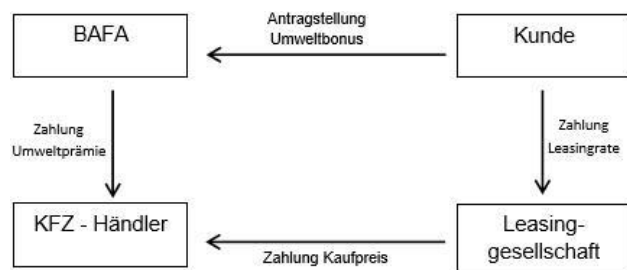 BAFA
Antragstellung
Umweltbonus
Kunde
Zahlung
Umweltprämie
Zahlung
Leasingrate
KFZ - Händler
Zahlung Kaufpreis
Leasing-
gesellschaft